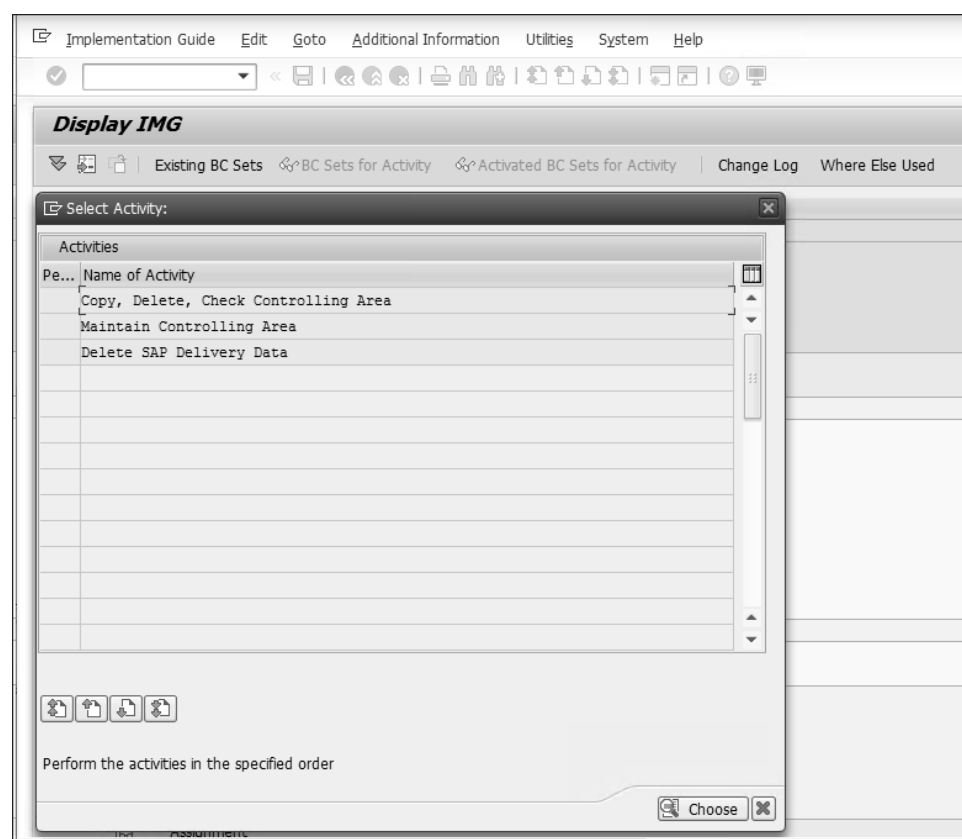 Implementation Guide Edit Goto Additional Information Utilities System Help
Display IMG
Existing BC Sets BC Sets for Activity Activated BC Sets for Activity Change Log Where Else Used
Select Activity:
Activities
Pe... Name of Activity
Copy, Delete, Check Controlling Area
Maintain Controlling Area
Delete SAP Delivery Data
Perform the activities in the specified order
Choose
Assignment